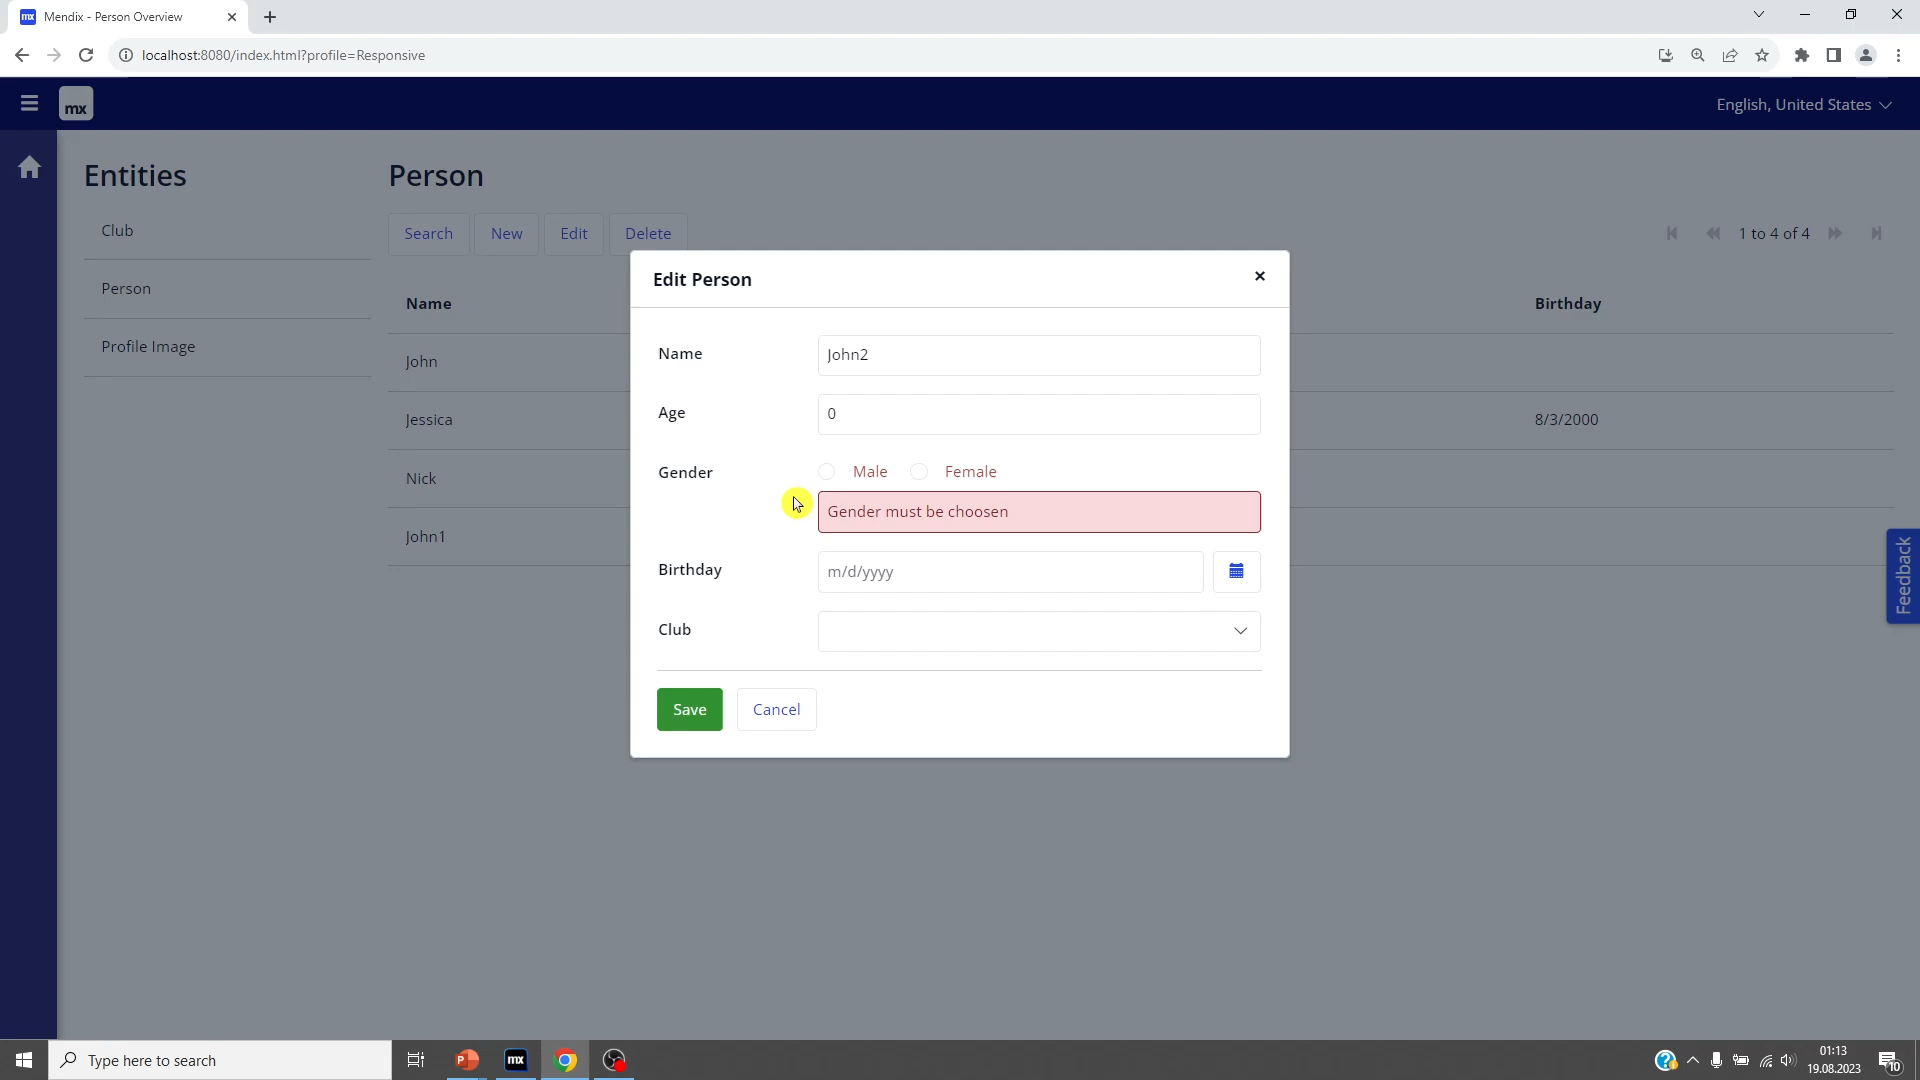 mx Mendix - Person Overview
localhost:8080/index.html?profile=Responsive
mx
English, United States
Entities
Club
Person
Profile Image
Person
Search New Edit Delete
1 to 4 of 4
Name
Birthday
John
Jessica
8/3/2000
Nick
John1
Edit Person
Name
John2
Age
0
Gender
Male Female
Gender must be choosen
Birthday
m/d/yyyy
Club
Save Cancel
Feedback
Type here to search
P
mx
01:13
19.08.2023
10